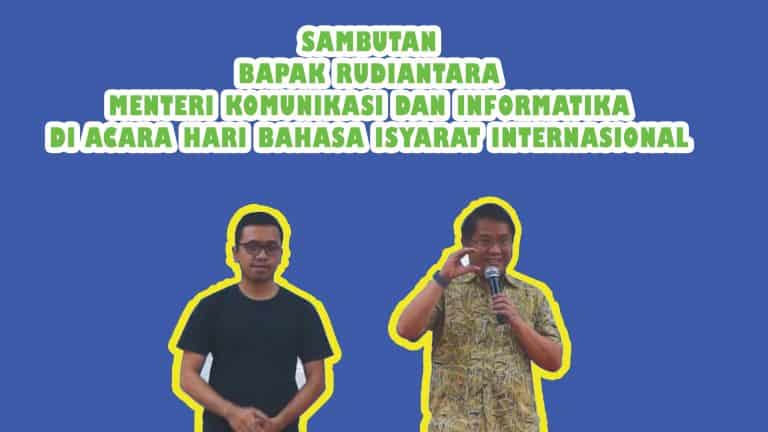 SAMBUTAN
BAPAK RUDIANTARA
MENTERI KOMUNIKASI DAN INFORMATIKA
DI ACARA HARI BAHASA ISYARAT INTERNASIONAL